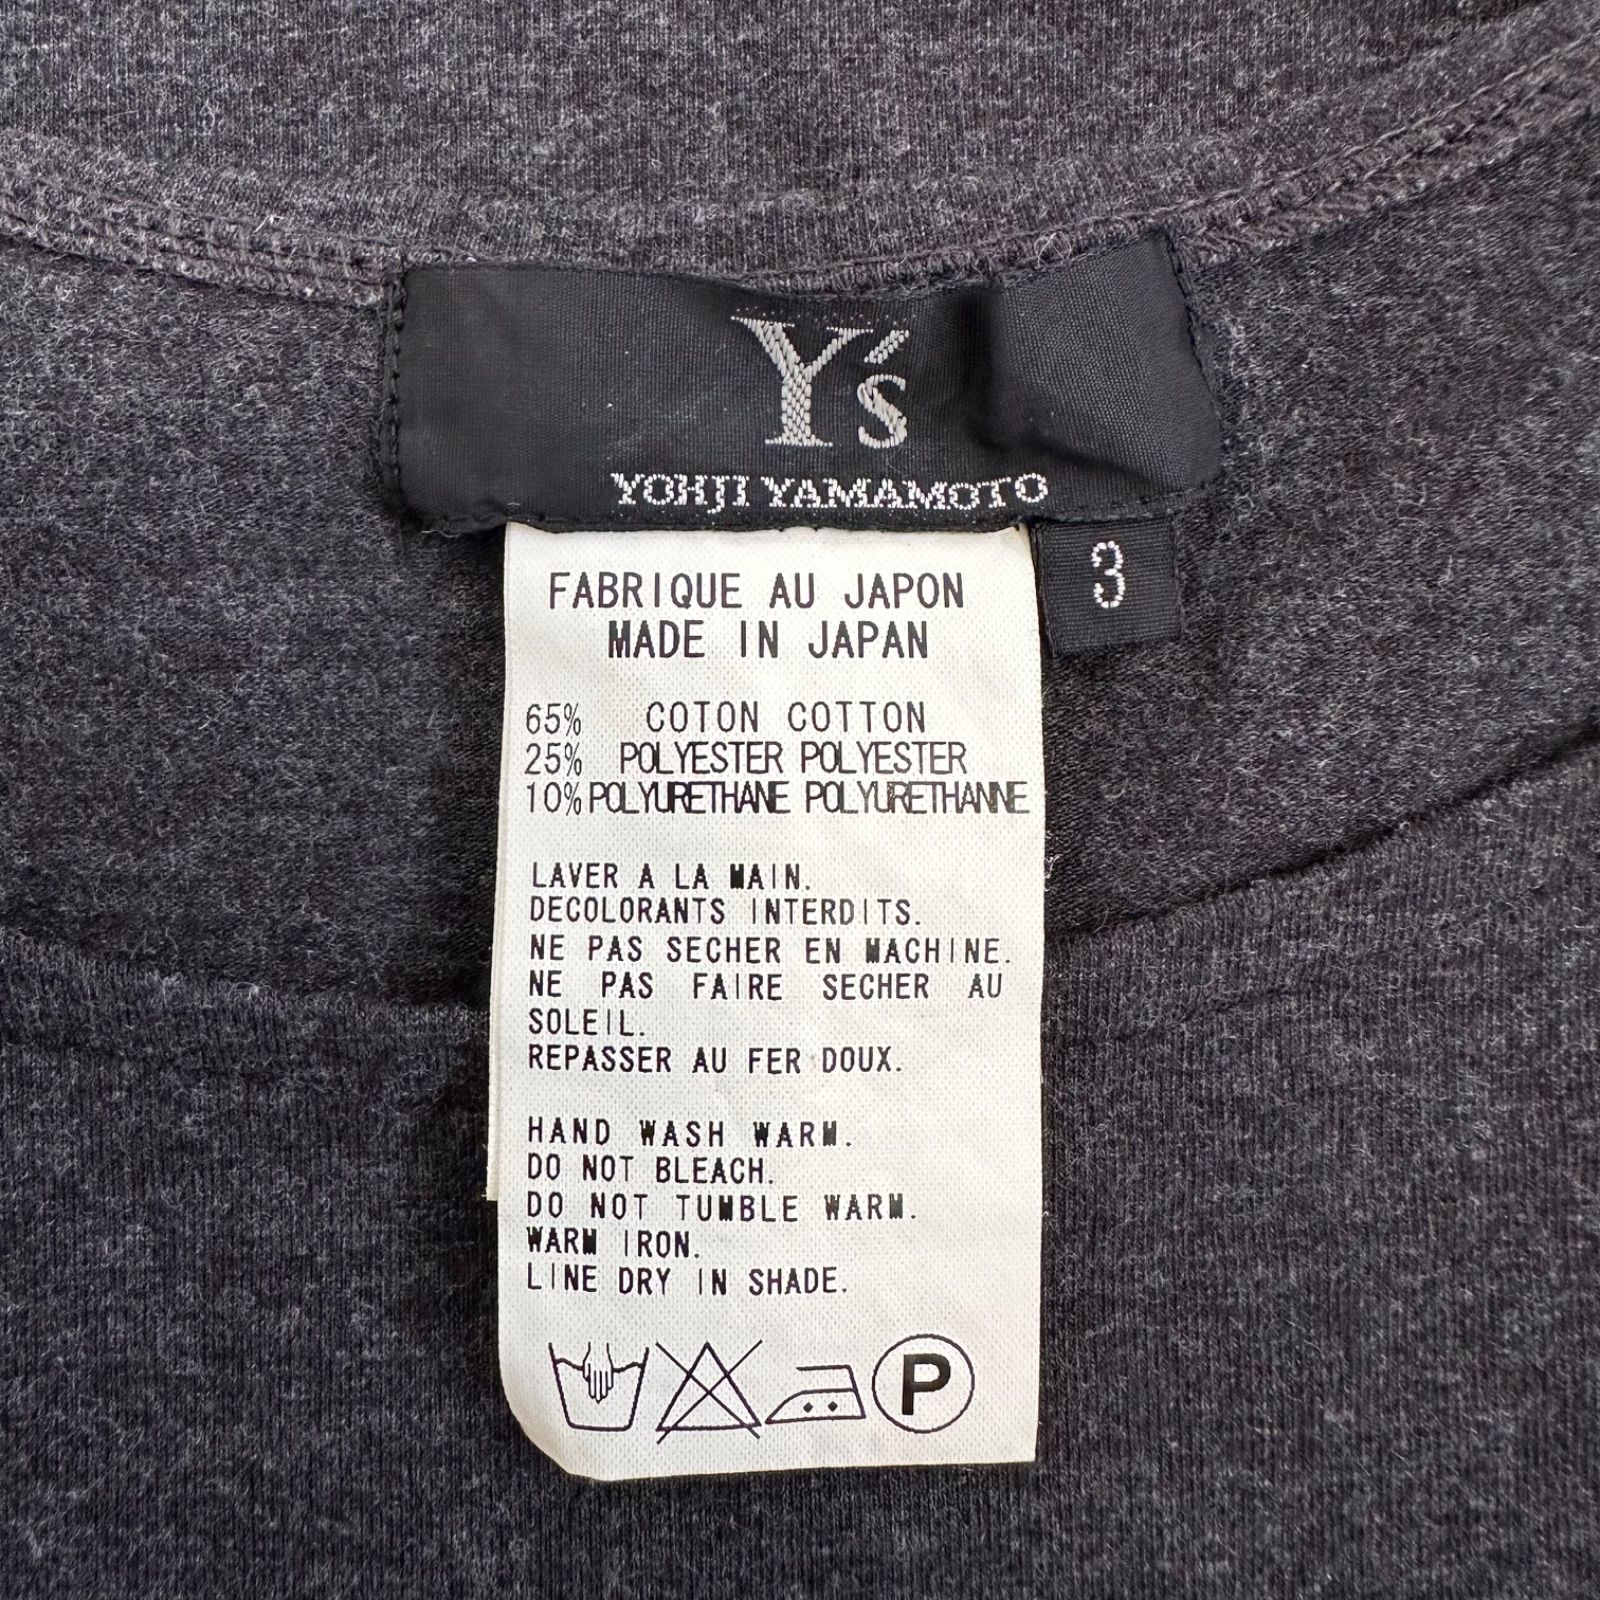 Y's
YOHJI YAMAMOTO
3
FABRIQUE AU JAPON
MADE IN JAPAN
65% COTON COTTON
25% POLYESTER POLYESTER
10% POLYURETHANE POLYURETHANNE
LAVER A LA MAIN.
DECOLORANTS INTERDITS.
NE PAS SECHER EN MACHINE.
NE PAS FAIRE SECHER AU
SOLEIL.
REPASSER AU FER DOUX.
HAND WASH WARM.
DO NOT BLEACH.
DO NOT TUMBLE WARM.
WARM IRON.
LINE DRY IN SHADE.
P